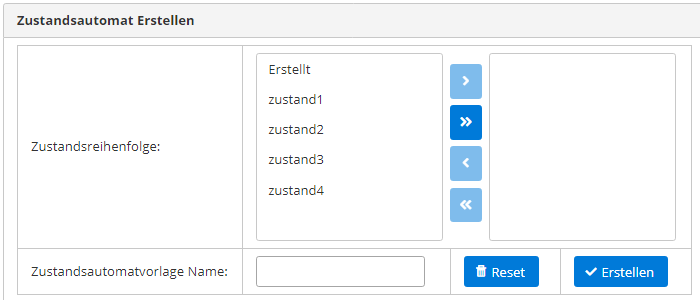 Zustandsautomat Erstellen
Zustandsreihenfolge:
Erstellt
zustand1
zustand2
zustand3
zustand4
Zustandsautomatvorlage Name:
Reset
Erstellen